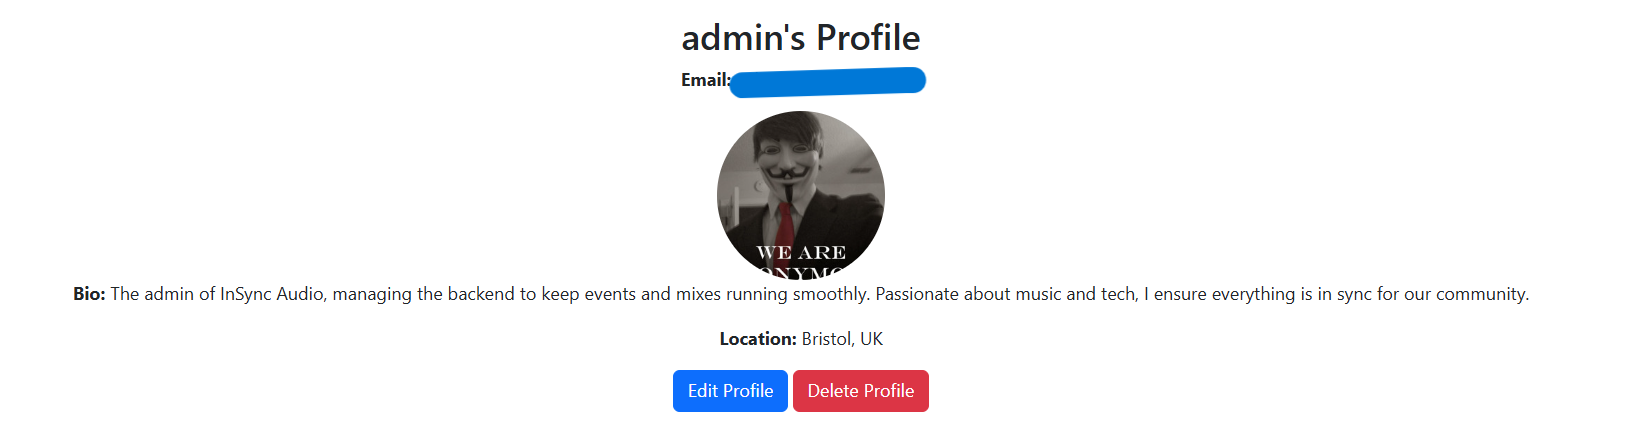 admin's Profile
Email:
WE ARE
Bio: The admin of InSync Audio, managing the backend to keep events and mixes running smoothly. Passionate about music and tech, I ensure everything is in sync for our community.
Location: Bristol, UK
Edit Profile Delete Profile